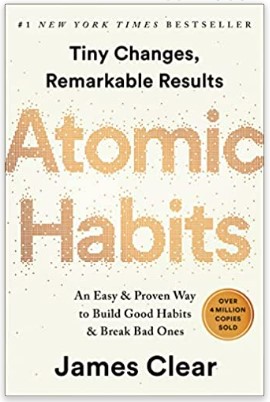 #1 NEW YORK TIMES BESTSELLER
Tiny Changes,
Remarkable Results
Atomic
Habits
An Easy & Proven Way
to Build Good Habits
& Break Bad Ones
OVER
4 MILLION
COPIES
SOLD
James Clear